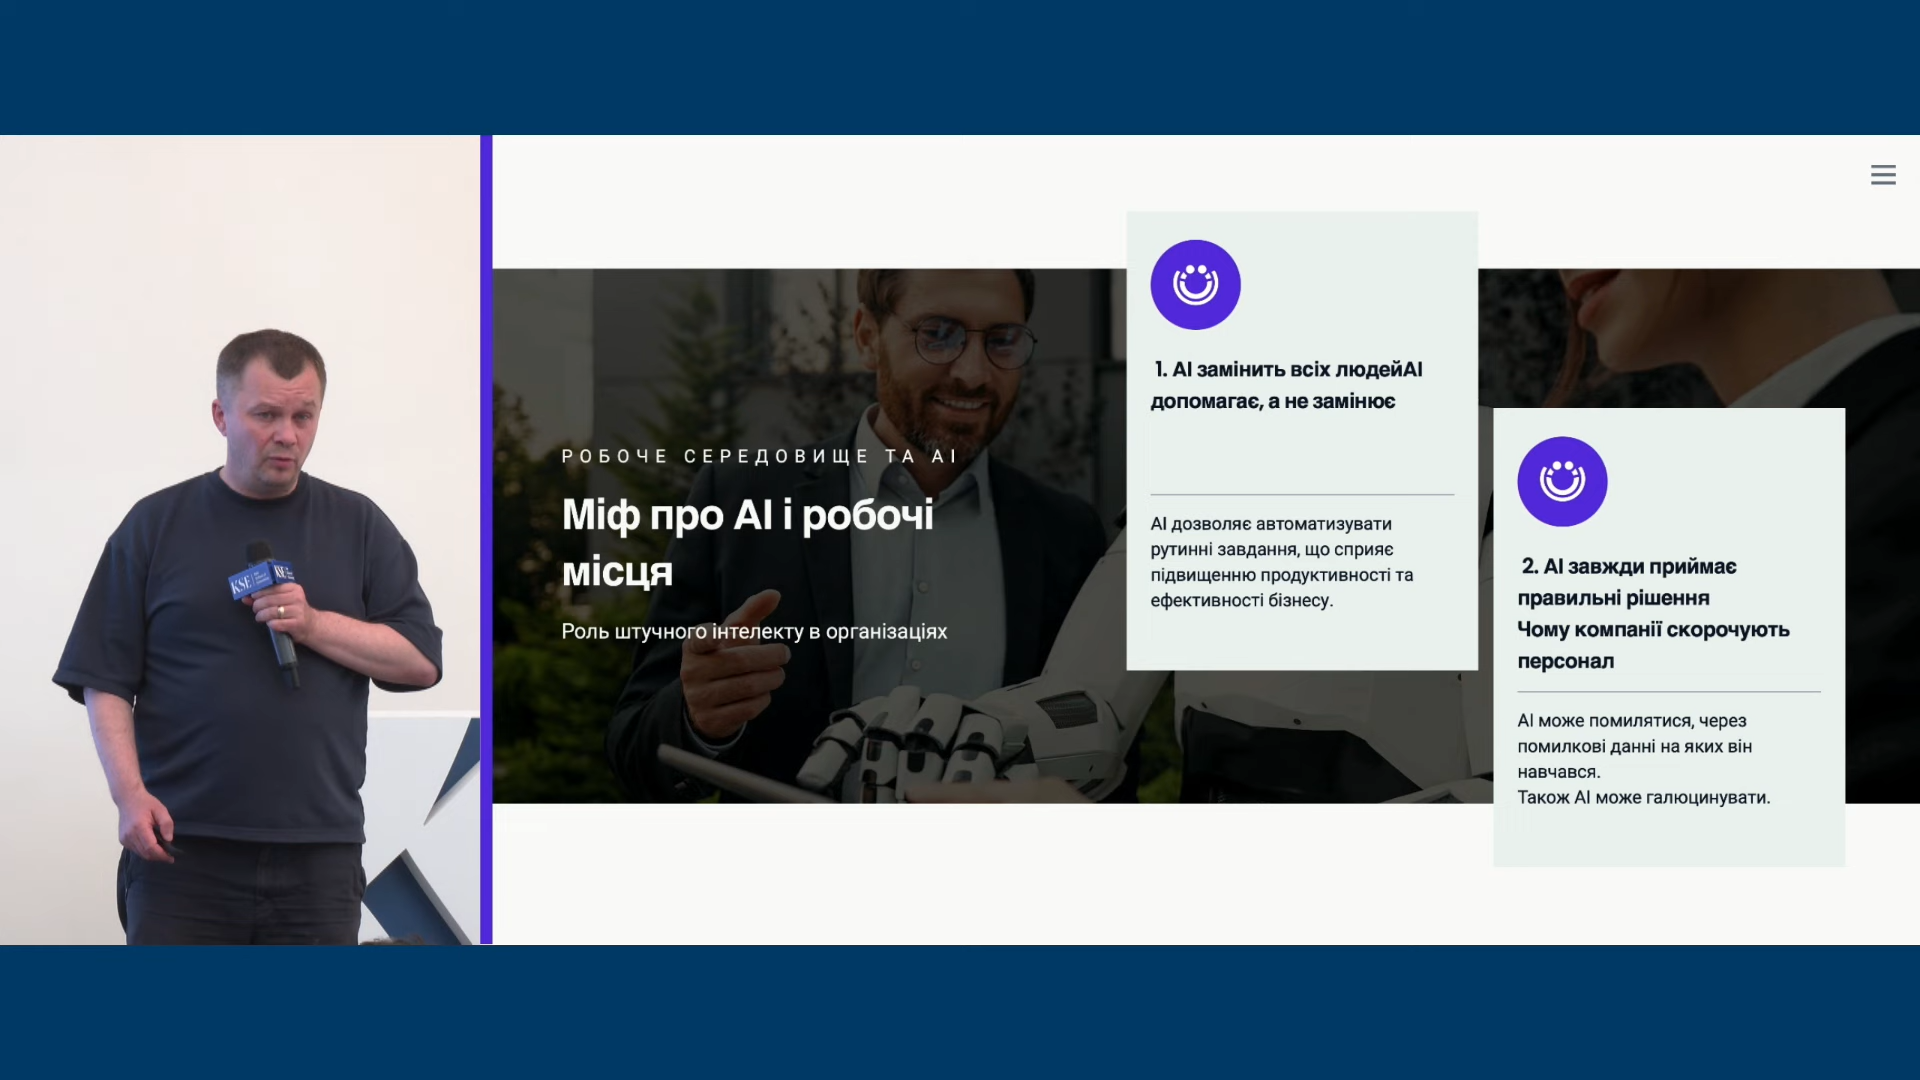 KSE
РОБОЧЕ СЕРЕДОВИЩЕ ТА AI
Міф про AI і робочі
місця
Роль штучного інтелекту в організаціях
1. AI замінить всіх людейAI
допомагає, а не замінює
AI дозволяє автоматизувати
рутинні завдання, що сприяє
підвищенню продуктивності та
ефективності бізнесу.
2. AI завжди приймає
правильні рішення
Чому компанії скорочують
персонал
AI може помилятися, через
помилкові данні на яких він
навчався.
Також AI може галюцинувати.